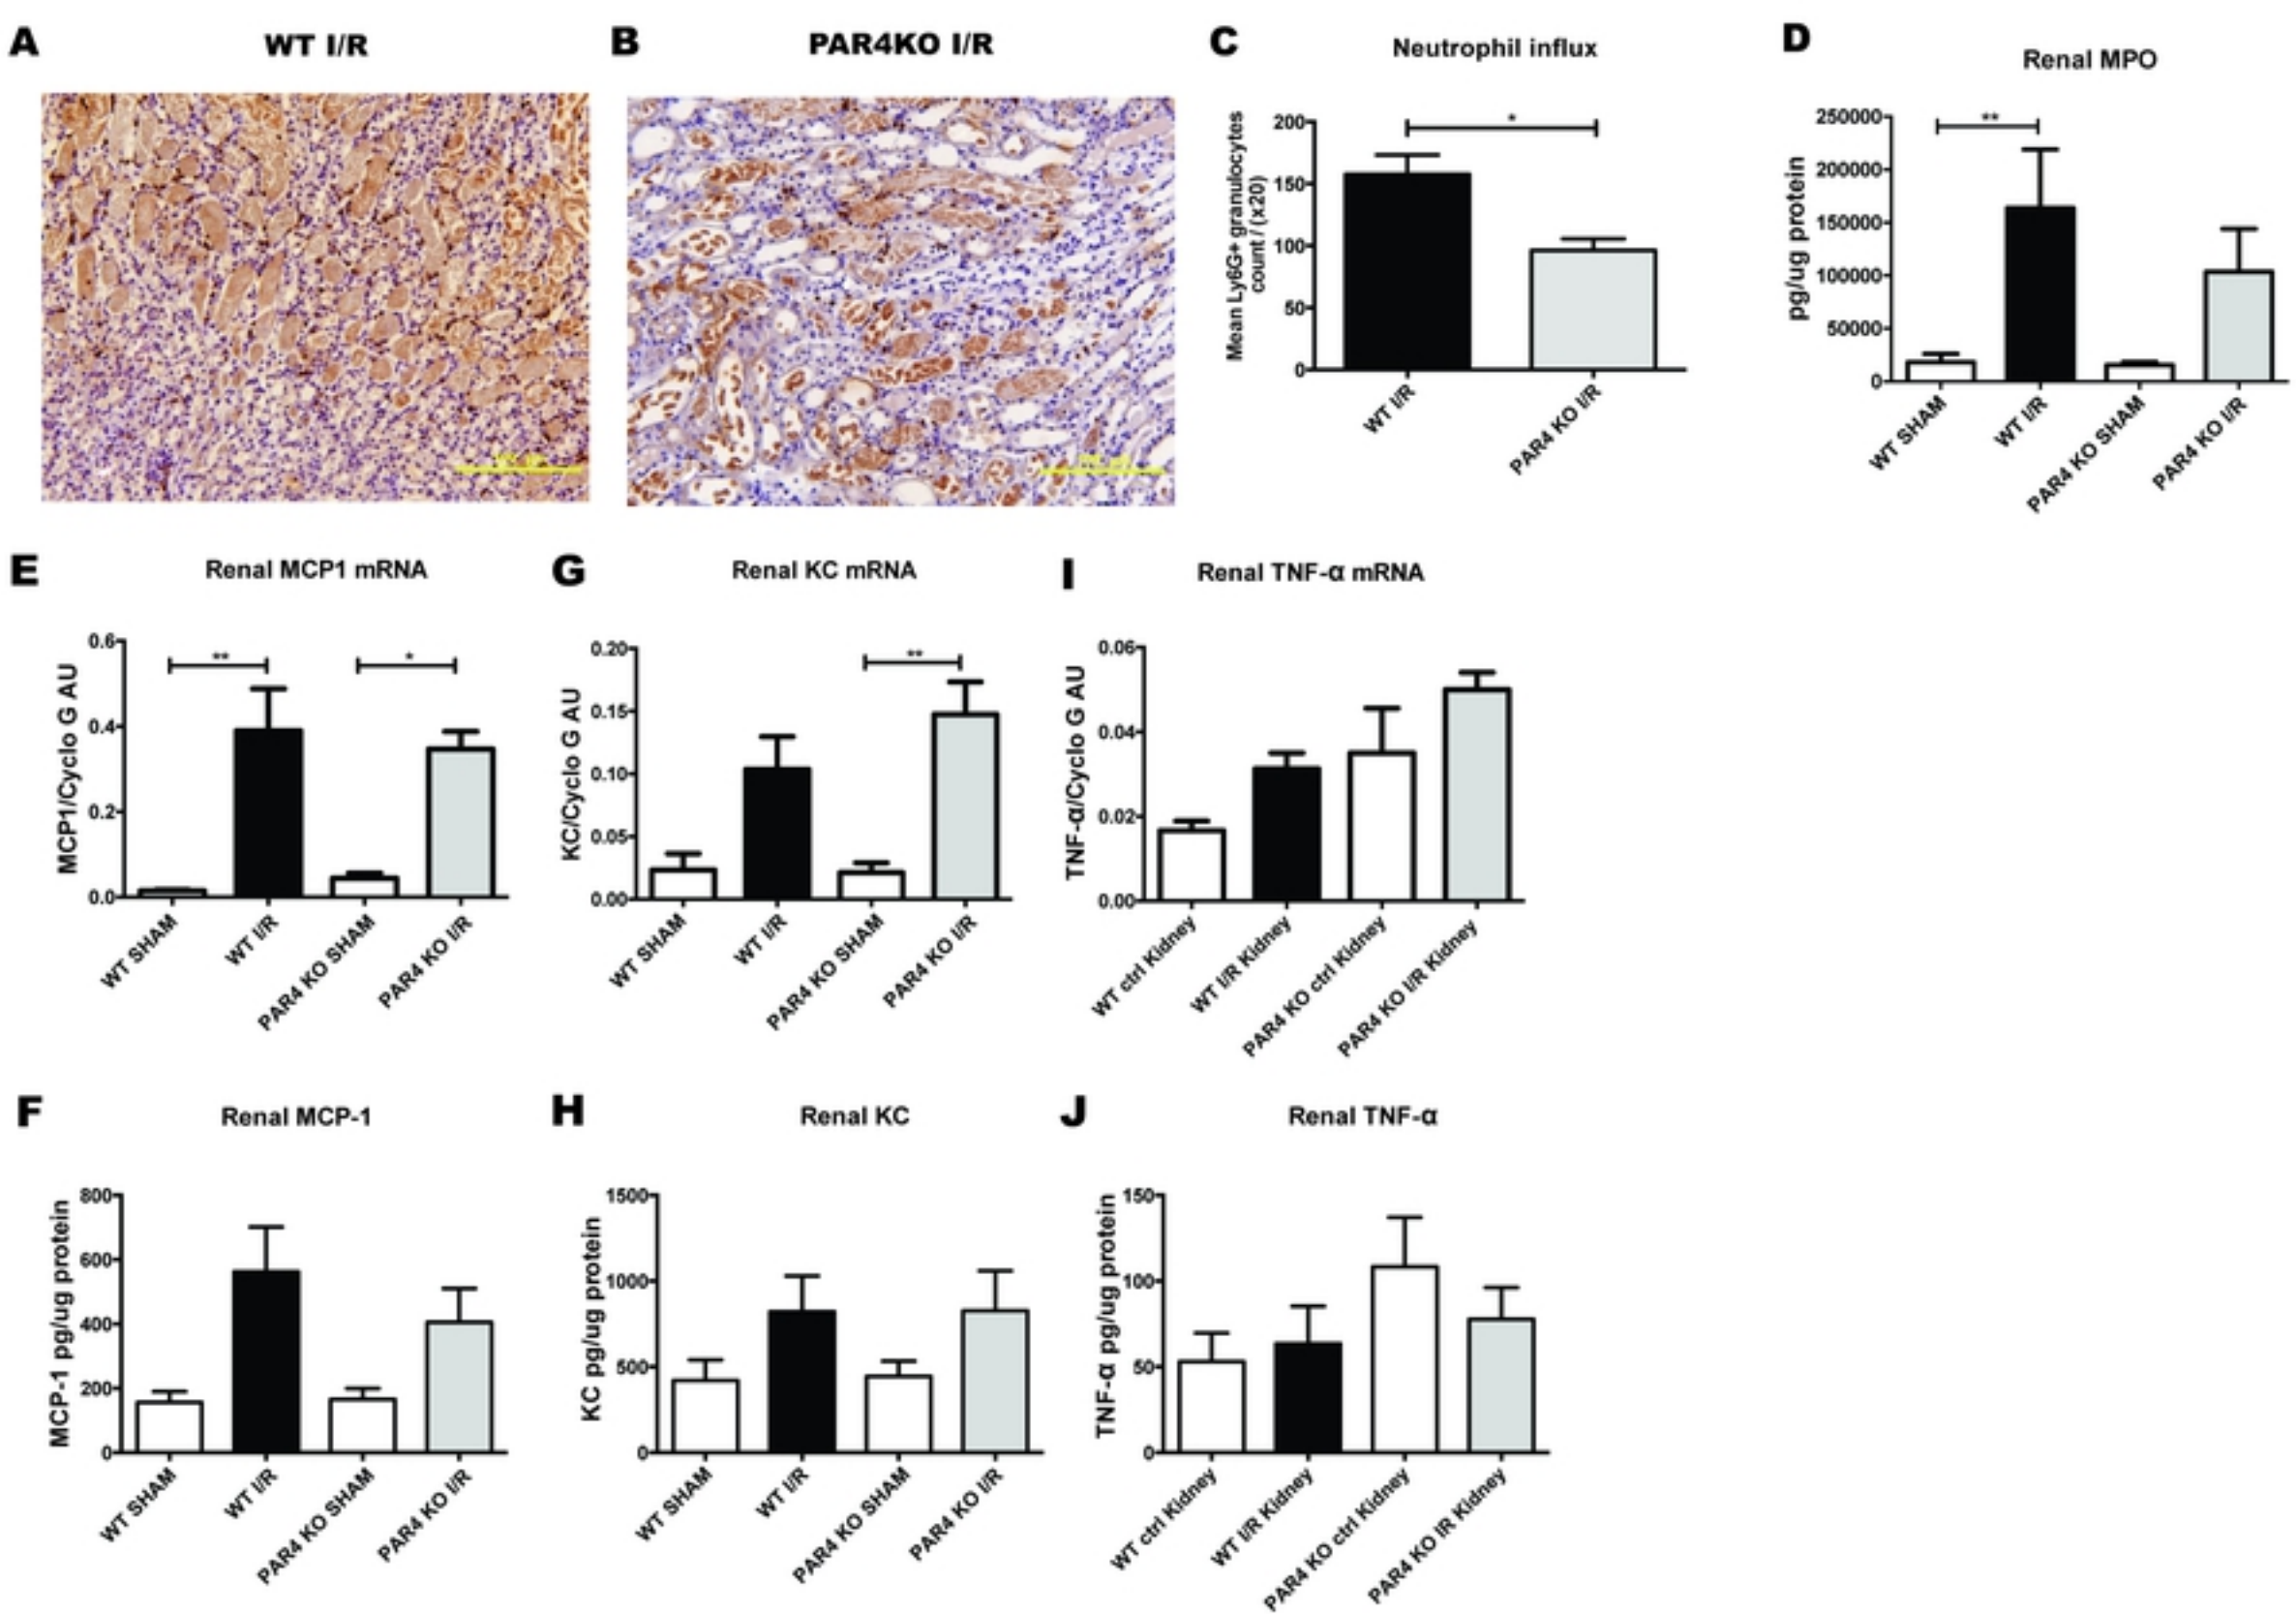 A
WT I/R
B
PAR4KO I/R
C
Neutrophil influx
Mean Ly6G+ granulocytes
count / (x20)
200
150
100
50
0
*
WT I/R
PAR4 KO I/R
D
Renal MPO
pg/ug protein
250000
200000
150000
100000
50000
0
**
WT SHAM
WT I/R
PAR4 KO SHAM
PAR4 KO I/R
E
Renal MCP1 mRNA
MCP1/Cyclo G AU
0.6
0.4
0.2
0.0
**
*
WT SHAM
WT I/R
PAR4 KO SHAM
PAR4 KO I/R
G
Renal KC mRNA
KC/Cyclo G AU
0.20
0.15
0.10
0.05
0.00
**
WT SHAM
WT I/R
PAR4 KO SHAM
PAR4 KO I/R
I
Renal TNF-α mRNA
TNF-α/Cyclo G AU
0.06
0.04
0.02
0.00
WT ctrl Kidney
WT I/R Kidney
PAR4 KO ctrl Kidney
PAR4 KO I/R Kidney
F
Renal MCP-1
MCP-1 pg/ug protein
800
600
400
200
0
WT SHAM
WT I/R
PAR4 KO SHAM
PAR4 KO I/R
H
Renal KC
KC pg/ug protein
1500
1000
500
0
WT SHAM
WT I/R
PAR4 KO SHAM
PAR4 KO I/R
J
Renal TNF-α
TNF-α pg/ug protein
150
100
50
0
WT ctrl Kidney
WT I/R Kidney
PAR4 KO ctrl Kidney
PAR4 KO IR Kidney